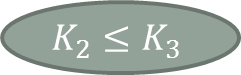 K₂ ≤ K₃